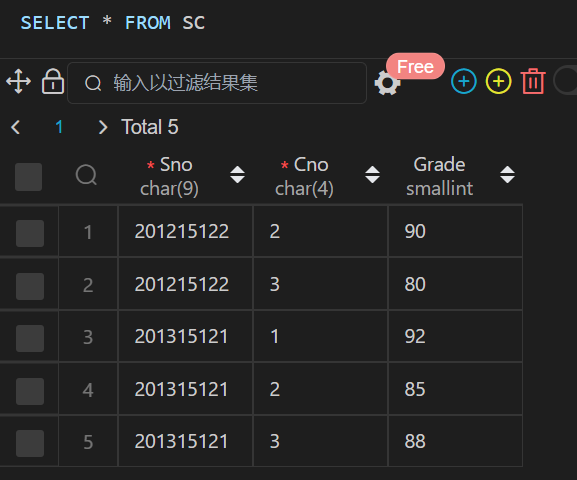 SELECT * FROM SC
输入以过滤结果集
Free
1 Total 5
* Sno * Cno Grade
char(9) char(4) smallint
1 201215122 2 90
2 201215122 3 80
3 201315121 1 92
4 201315121 2 85
5 201315121 3 88